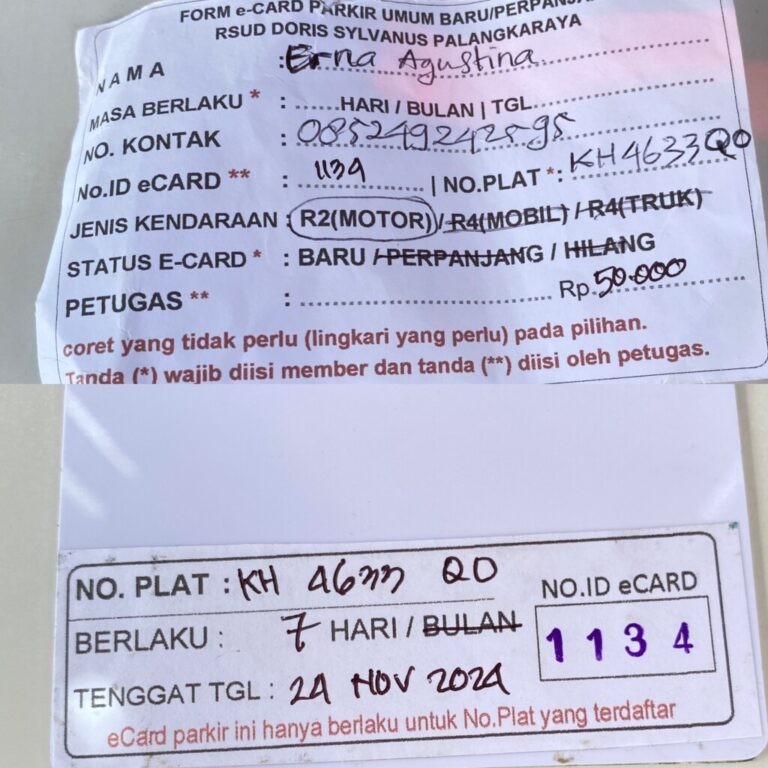 FORM e-CARD PARKIR UMUM BARU/PERPANJA
RSUD DORIS SYLVANUS PALANGKARAYA
NAMA : Erna Agustina
MASA BERLAKU * : ......HARI / BULAN | TGL......
NO. KONTAK : 085249242595
No.ID eCARD ** : 1134 | NO.PLAT *: KH 4633 QO
JENIS KENDARAAN : R2(MOTOR) / R4(MOBIL) / R4(TRUK)
STATUS E-CARD * : BARU / PERPANJANG / HILANG
PETUGAS ** : ...... Rp. 50.000
coret yang tidak perlu (lingkari yang perlu) pada pilihan.
Tanda (*) wajib diisi member dan tanda (**) diisi oleh petugas.
NO. PLAT : KH 4633 QO
NO.ID eCARD
BERLAKU : 7 HARI / BULAN
1134
TENGGAT TGL : 24 NOV 2024
eCard parkir ini hanya berlaku untuk No.Plat yang terdaftar